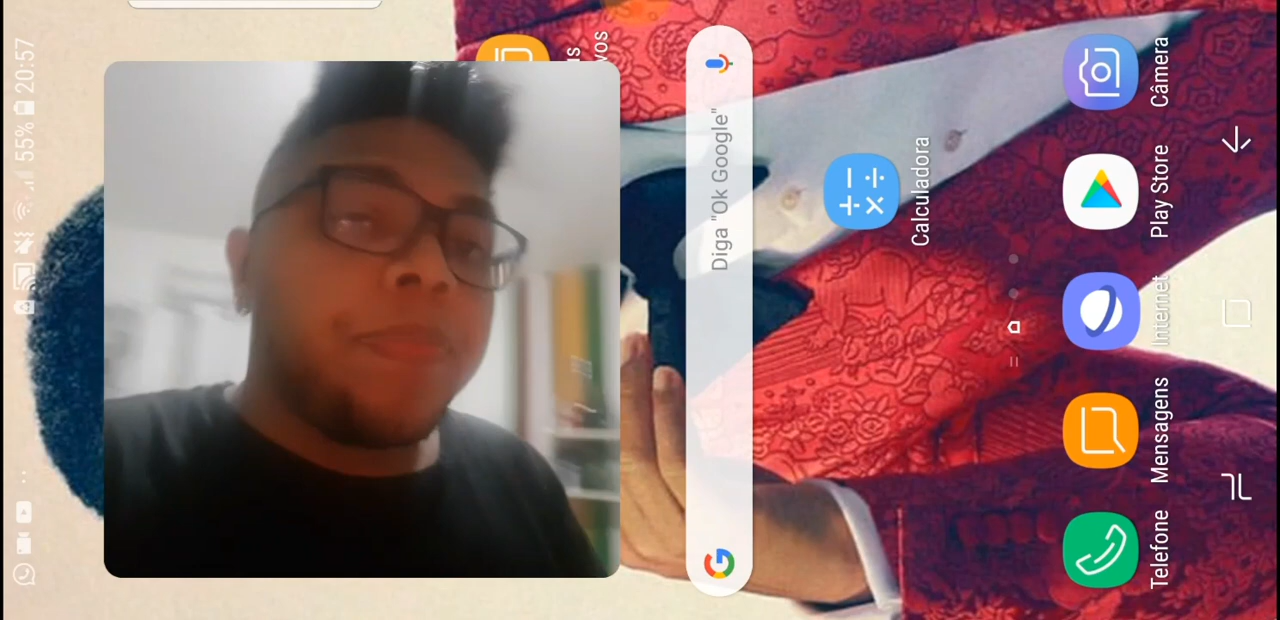 55% 20:57
Diga "Ok Google"
Calculadora
Telefone
Mensagens
Internet
Play Store
Câmera